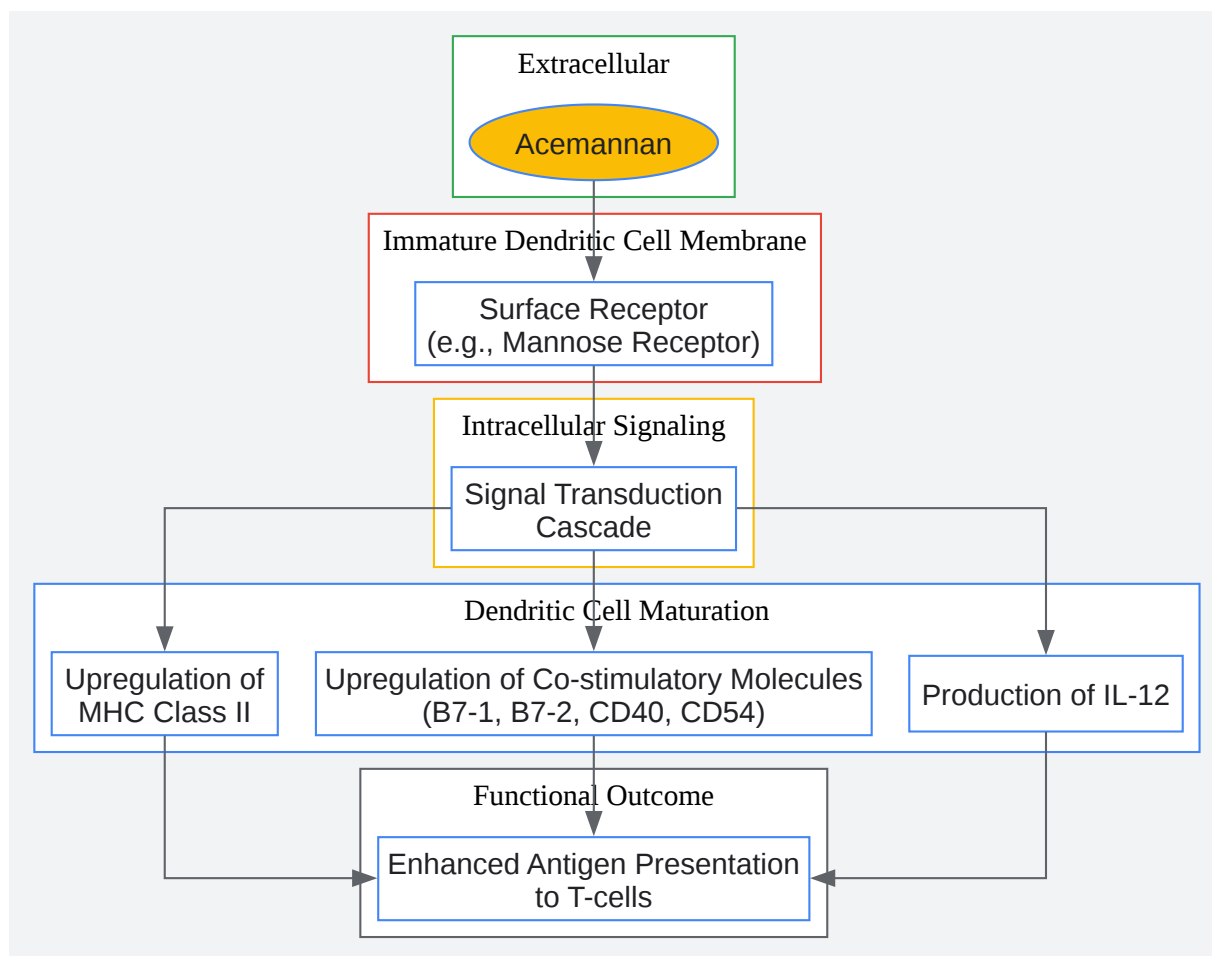 Extracellular
Acemannan
Immature Dendritic Cell Membrane
Surface Receptor
(e.g., Mannose Receptor)
Intracellular Signaling
Signal Transduction
Cascade
Dendritic Cell Maturation
Upregulation of
MHC Class II
Upregulation of Co-stimulatory Molecules
(B7-1, B7-2, CD40, CD54)
Production of IL-12
Functional Outcome
Enhanced Antigen Presentation
to T-cells